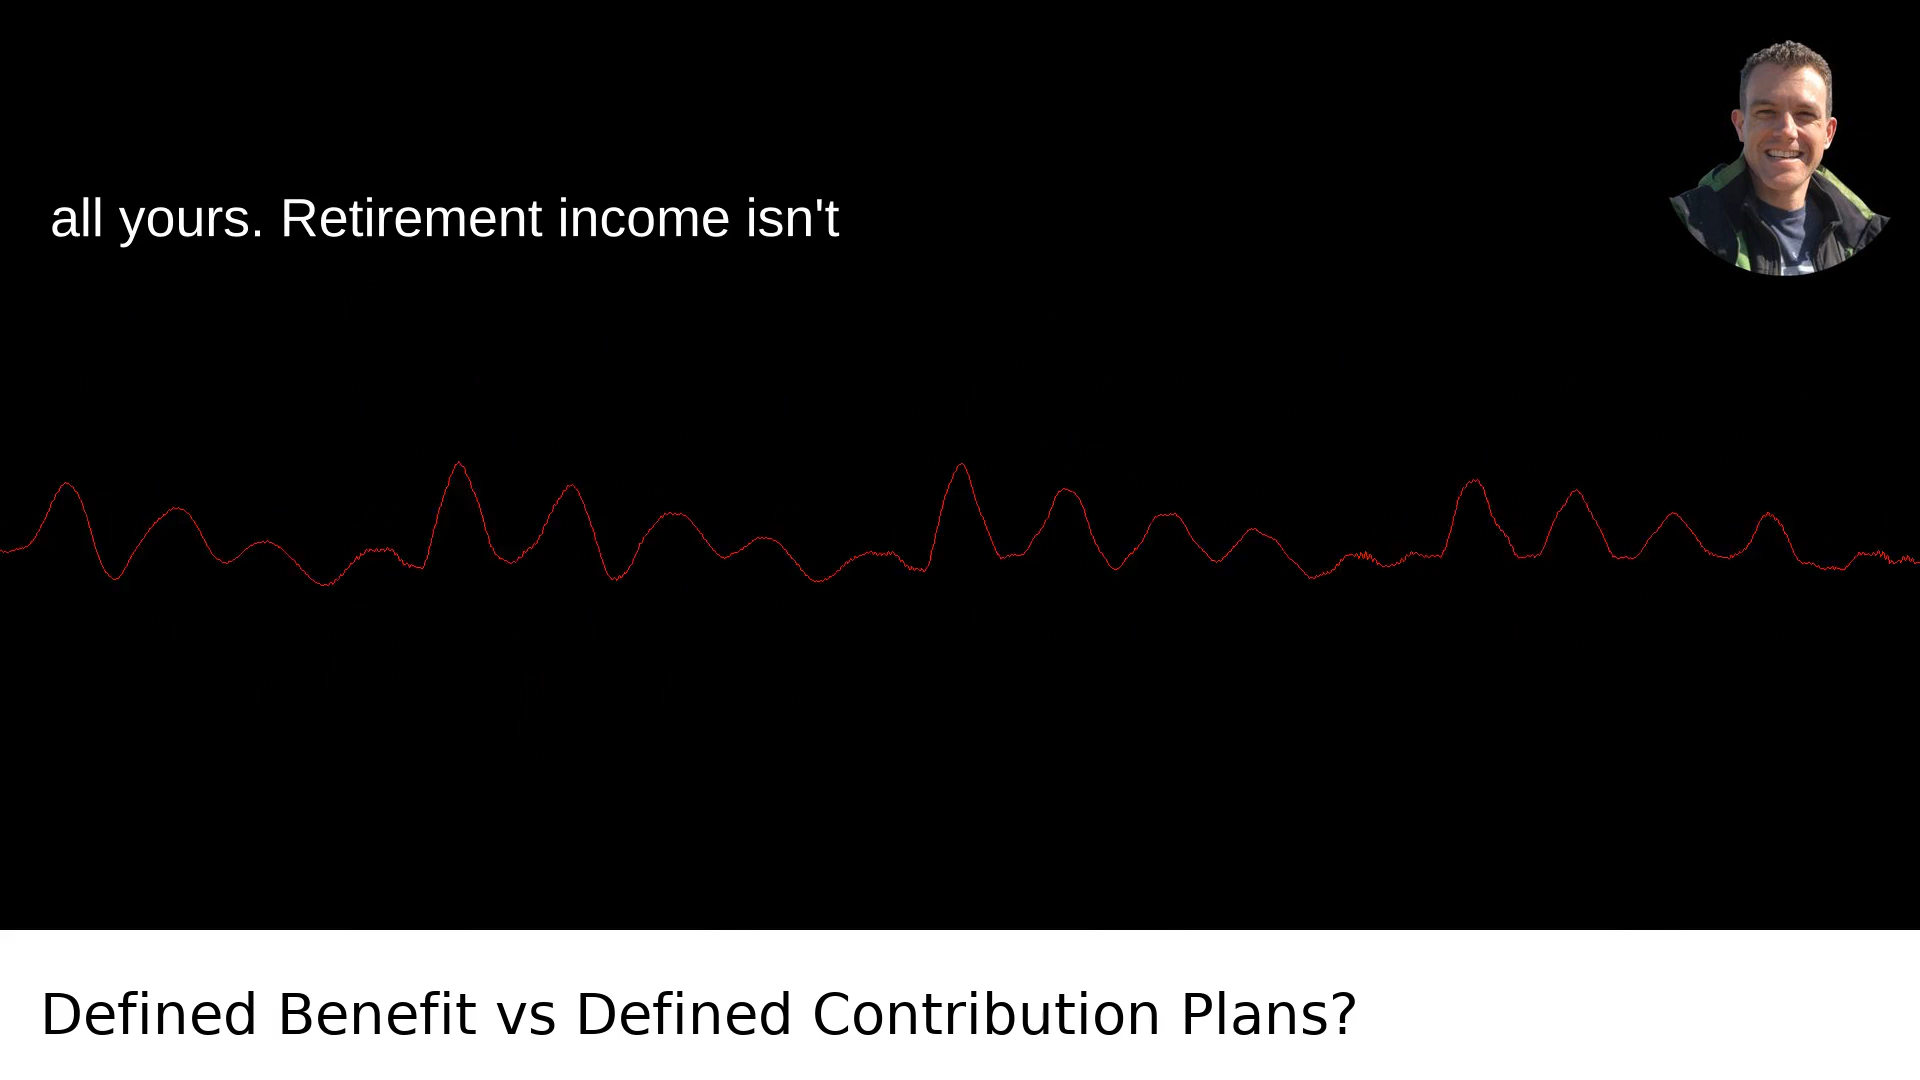 all yours. Retirement income isn't
Defined Benefit vs Defined Contribution Plans?